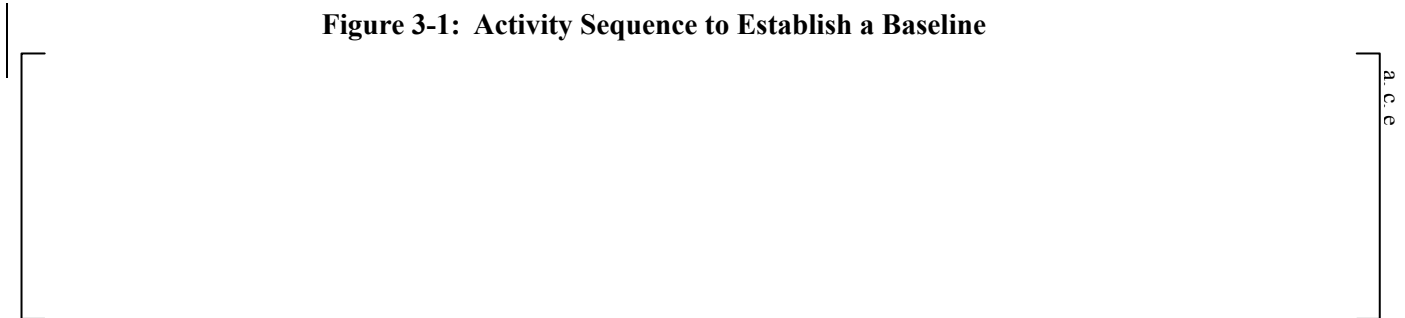 Figure 3-1: Activity Sequence to Establish a Baseline
a, c, e